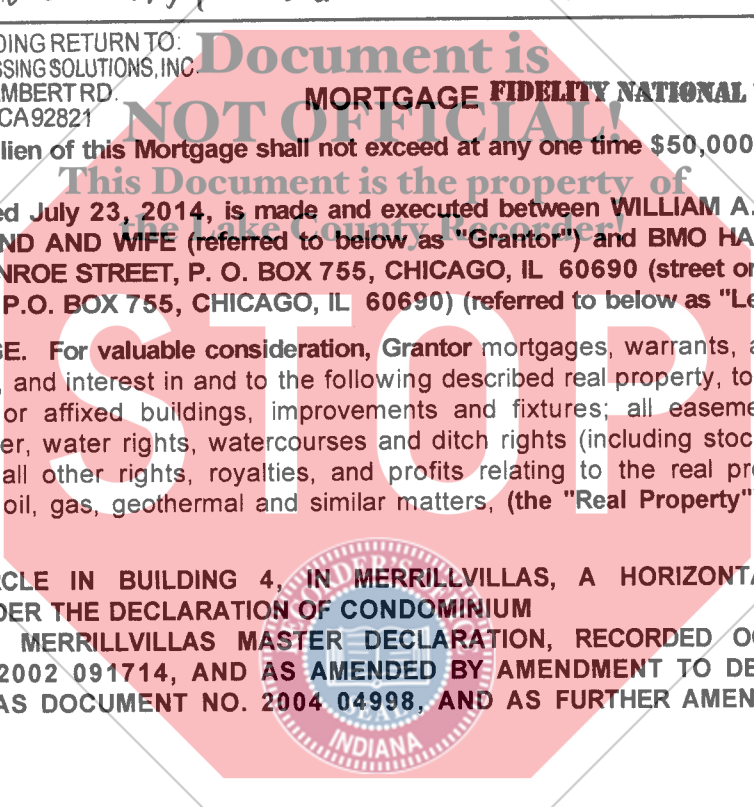 DING RETURN TO:
SSING SOLUTIONS, INC.
MBERT RD.
CA 92821
Document is
NOT OFFICIAL!
This Document is the property of
the Lake County Recorder!
MORTGAGE FIDELITY NATIONAL
lien of this Mortgage shall not exceed at any one time $50,000
ed July 23, 2014, is made and executed between WILLIAM A.
ND AND WIFE (referred to below as "Grantor") and BMO HA
NROE STREET, P. O. BOX 755, CHICAGO, IL 60690 (street or
P.O. BOX 755, CHICAGO, IL 60690) (referred to below as "Le
GE. For valuable consideration, Grantor mortgages, warrants, a
, and interest in and to the following described real property, to
or affixed buildings, improvements and fixtures; all easeme
er, water rights, watercourses and ditch rights (including stoc
all other rights, royalties, and profits relating to the real pro
oil, gas, geothermal and similar matters, (the "Real Property"
STOP
RCLE IN BUILDING 4, IN MERRILLVILLAS, A HORIZONTA
DER THE DECLARATION OF CONDOMINIUM
MERRILLVILLAS MASTER DECLARATION, RECORDED OC
2002 091714, AND AS AMENDED BY AMENDMENT TO DE
AS DOCUMENT NO. 2004 04998, AND AS FURTHER AMEN
SEAL
INDIANA